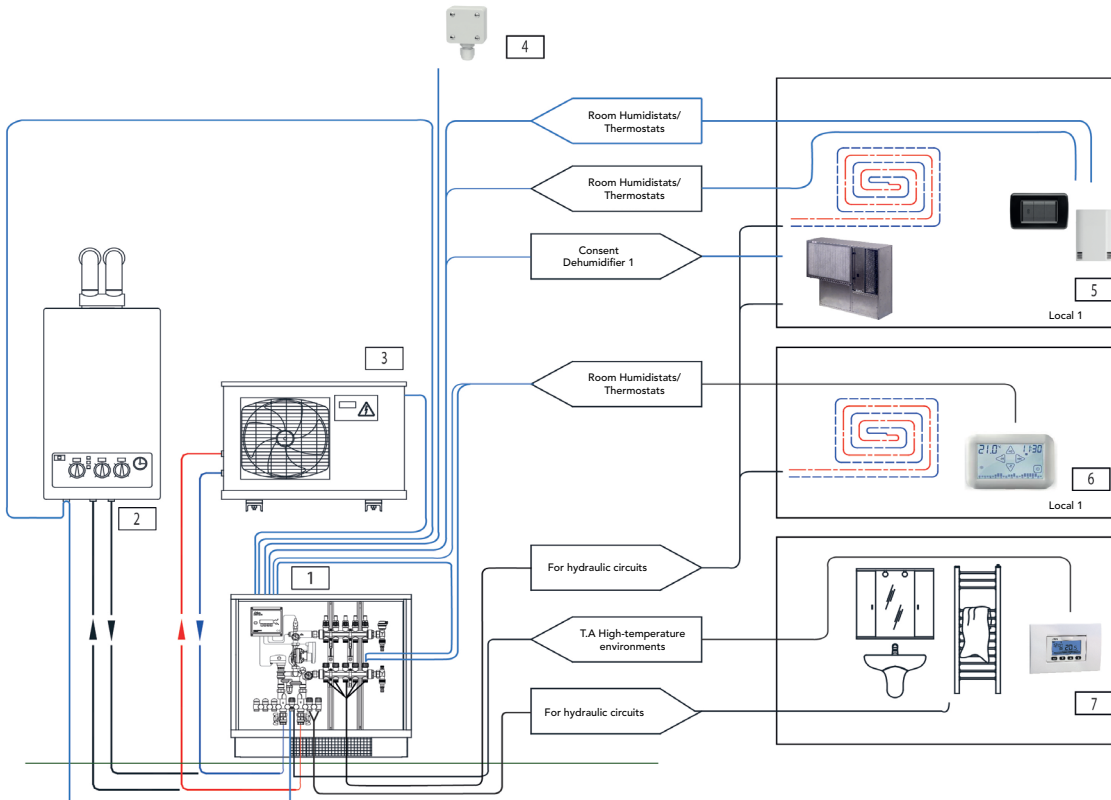 4
Room Humidistats/
Thermostats
Room Humidistats/
Thermostats
Consent
Dehumidifier 1
5
Local 1
3
Room Humidistats/
Thermostats
21.0
11:30
6
Local 1
2
1
For hydraulic circuits
T.A High-temperature
environments
For hydraulic circuits
7